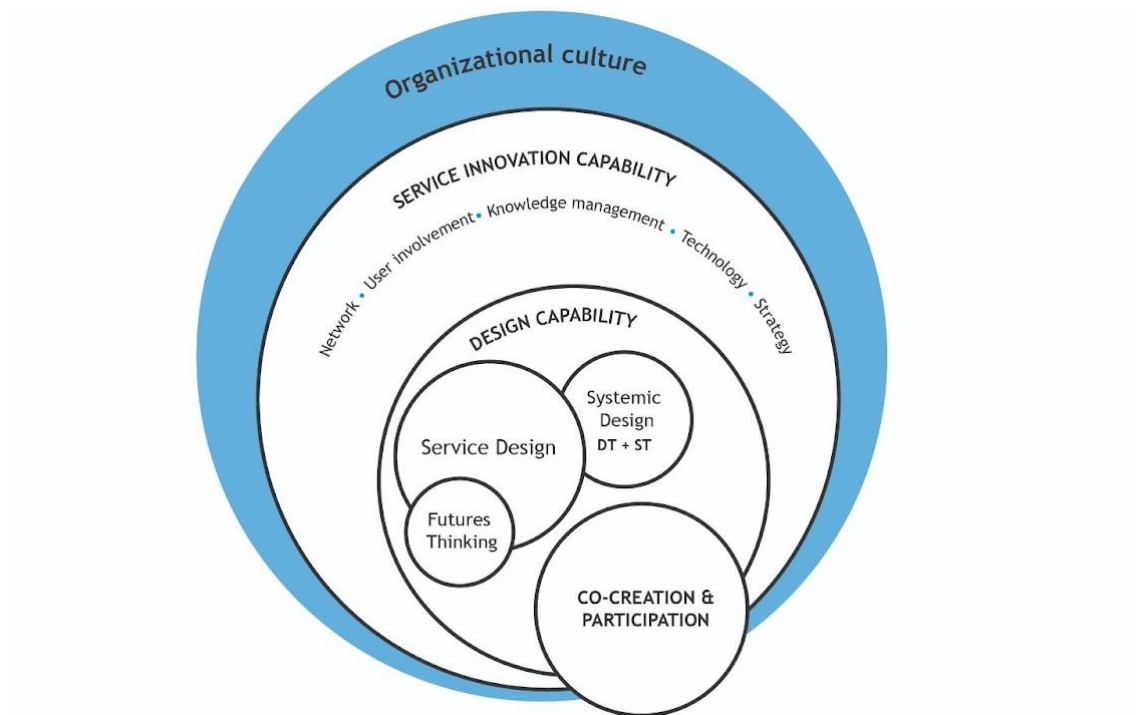 Organizational culture
SERVICE INNOVATION CAPABILITY
Network • User involvement • Knowledge management • Technology • Strategy
DESIGN CAPABILITY
Systemic
Design
DT + ST
Service Design
Futures
Thinking
CO-CREATION &
PARTICIPATION